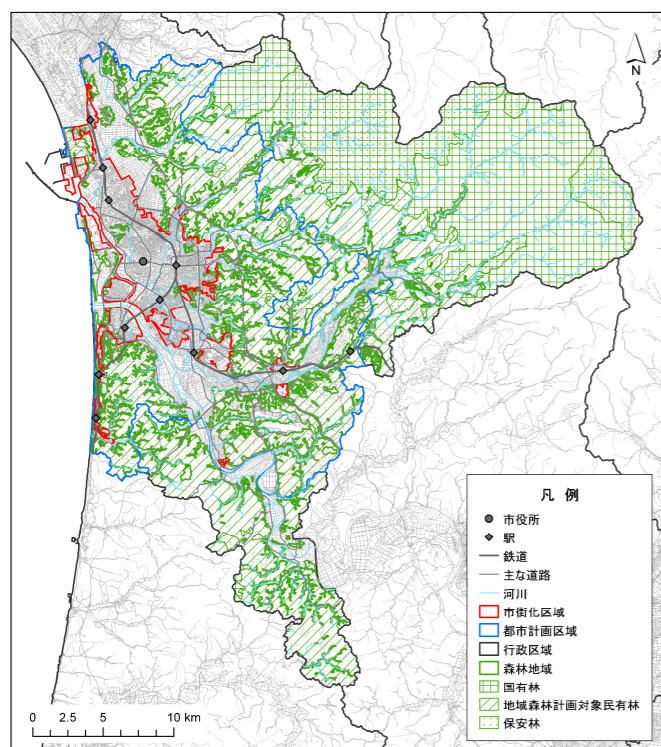 N
凡 例
市役所
駅
鉄道
主な道路
河川
市街化区域
都市計画区域
行政区域
森林地域
国有林
地域森林計画対象民有林
保安林
0 2.5 5 10 km